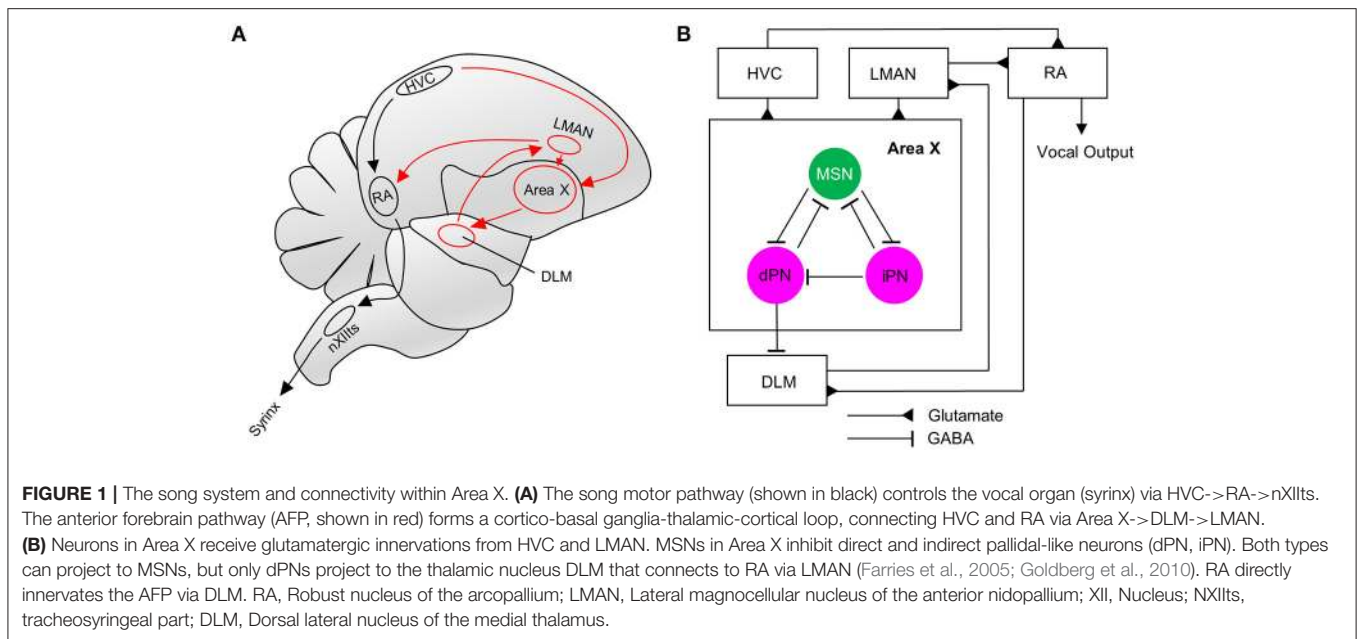 A
HVC
LMAN
RA
Area X
DLM
nXIIts
Syrinx
B
HVC
LMAN
RA
Area X
Vocal Output
MSN
dPN
iPN
DLM
Glutamate
GABA
FIGURE 1 | The song system and connectivity within Area X. (A) The song motor pathway (shown in black) controls the vocal organ (syrinx) via HVC->RA->nXIIts.
The anterior forebrain pathway (AFP, shown in red) forms a cortico-basal ganglia-thalamic-cortical loop, connecting HVC and RA via Area X->DLM->LMAN.
(B) Neurons in Area X receive glutamatergic innervations from HVC and LMAN. MSNs in Area X inhibit direct and indirect pallidal-like neurons (dPN, iPN). Both types
can project to MSNs, but only dPNs project to the thalamic nucleus DLM that connects to RA via LMAN (Farries et al., 2005; Goldberg et al., 2010). RA directly
innervates the AFP via DLM. RA, Robust nucleus of the arcopallium; LMAN, Lateral magnocellular nucleus of the anterior nidopallium; XII, Nucleus; NXIIts,
tracheosyringeal part; DLM, Dorsal lateral nucleus of the medial thalamus.